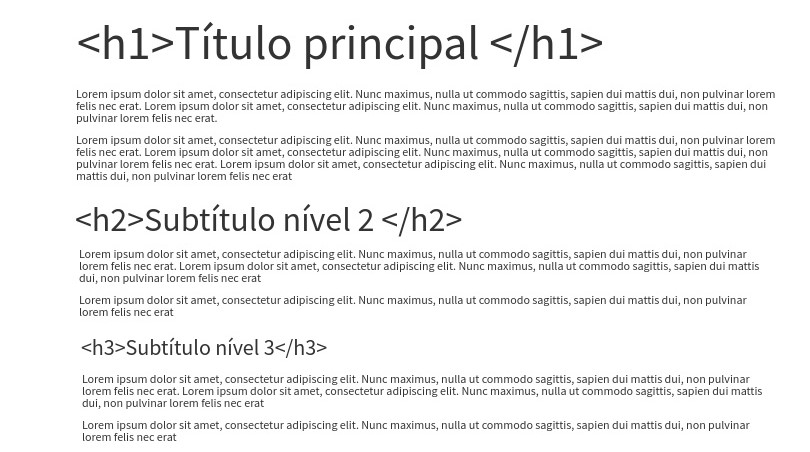 <h1>Título principal </h1>
Lorem ipsum dolor sit amet, consectetur adipiscing elit. Nunc maximus, nulla ut commodo sagittis, sapien dui mattis dui, non pulvinar lorem
felis nec erat. Lorem ipsum dolor sit amet, consectetur adipiscing elit. Nunc maximus, nulla ut commodo sagittis, sapien dui mattis dui, non
pulvinar lorem felis nec erat.
Lorem ipsum dolor sit amet, consectetur adipiscing elit. Nunc maximus, nulla ut commodo sagittis, sapien dui mattis dui, non pulvinar lorem
felis nec erat. Lorem ipsum dolor sit amet, consectetur adipiscing elit. Nunc maximus, nulla ut commodo sagittis, sapien dui mattis dui, non
pulvinar lorem felis nec erat. Lorem ipsum dolor sit amet, consectetur adipiscing elit. Nunc maximus, nulla ut commodo sagittis, sapien dui
mattis dui, non pulvinar lorem felis nec erat
<h2>Subtítulo nível 2 </h2>
Lorem ipsum dolor sit amet, consectetur adipiscing elit. Nunc maximus, nulla ut commodo sagittis, sapien dui mattis dui, non pulvinar
lorem felis nec erat. Lorem ipsum dolor sit amet, consectetur adipiscing elit. Nunc maximus, nulla ut commodo sagittis, sapien dui mattis
dui, non pulvinar lorem felis nec erat
Lorem ipsum dolor sit amet, consectetur adipiscing elit. Nunc maximus, nulla ut commodo sagittis, sapien dui mattis dui, non pulvinar
lorem felis nec erat
<h3>Subtítulo nível 3</h3>
Lorem ipsum dolor sit amet, consectetur adipiscing elit. Nunc maximus, nulla ut commodo sagittis, sapien dui mattis dui, non pulvinar
lorem felis nec erat. Lorem ipsum dolor sit amet, consectetur adipiscing elit. Nunc maximus, nulla ut commodo sagittis, sapien dui mattis
dui, non pulvinar lorem felis nec erat
Lorem ipsum dolor sit amet, consectetur adipiscing elit. Nunc maximus, nulla ut commodo sagittis, sapien dui mattis dui, non pulvinar
lorem felis nec erat